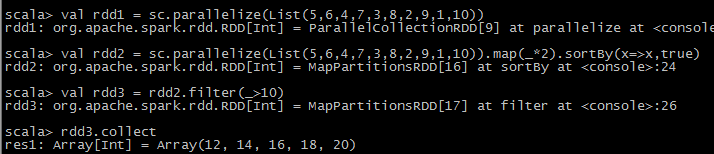 scala> val rdd1 = sc.parallelize(List(5,6,4,7,3,8,2,9,1,10))
rdd1: org.apache.spark.rdd.RDD[Int] = ParallelCollectionRDD[9] at parallelize at <console
scala> val rdd2 = sc.parallelize(List(5,6,4,7,3,8,2,9,1,10)).map(_*2).sortBy(x=>x,true)
rdd2: org.apache.spark.rdd.RDD[Int] = MapPartitionsRDD[16] at sortBy at <console>:24
scala> val rdd3 = rdd2.filter(_>10)
rdd3: org.apache.spark.rdd.RDD[Int] = MapPartitionsRDD[17] at filter at <console>:26
scala> rdd3.collect
res1: Array[Int] = Array(12, 14, 16, 18, 20)